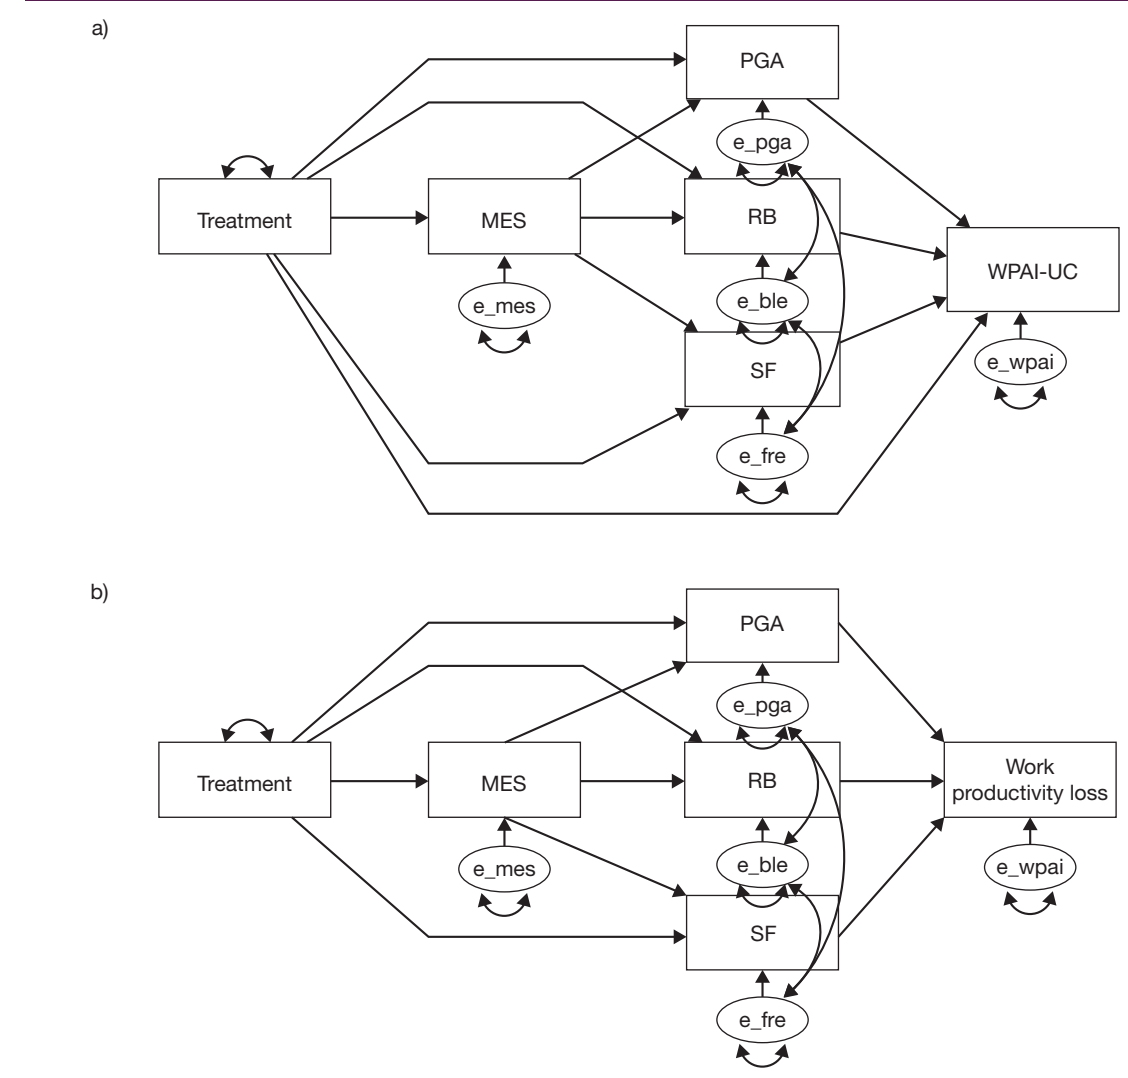 a)
PGA
e_pga
Treatment
MES
RB
WPAI-UC
e_mes
e_ble
e_wpai
SF
e_fre
b)
PGA
e_pga
Treatment
MES
RB
Work
productivity loss
e_mes
e_ble
e_wpai
SF
e_fre